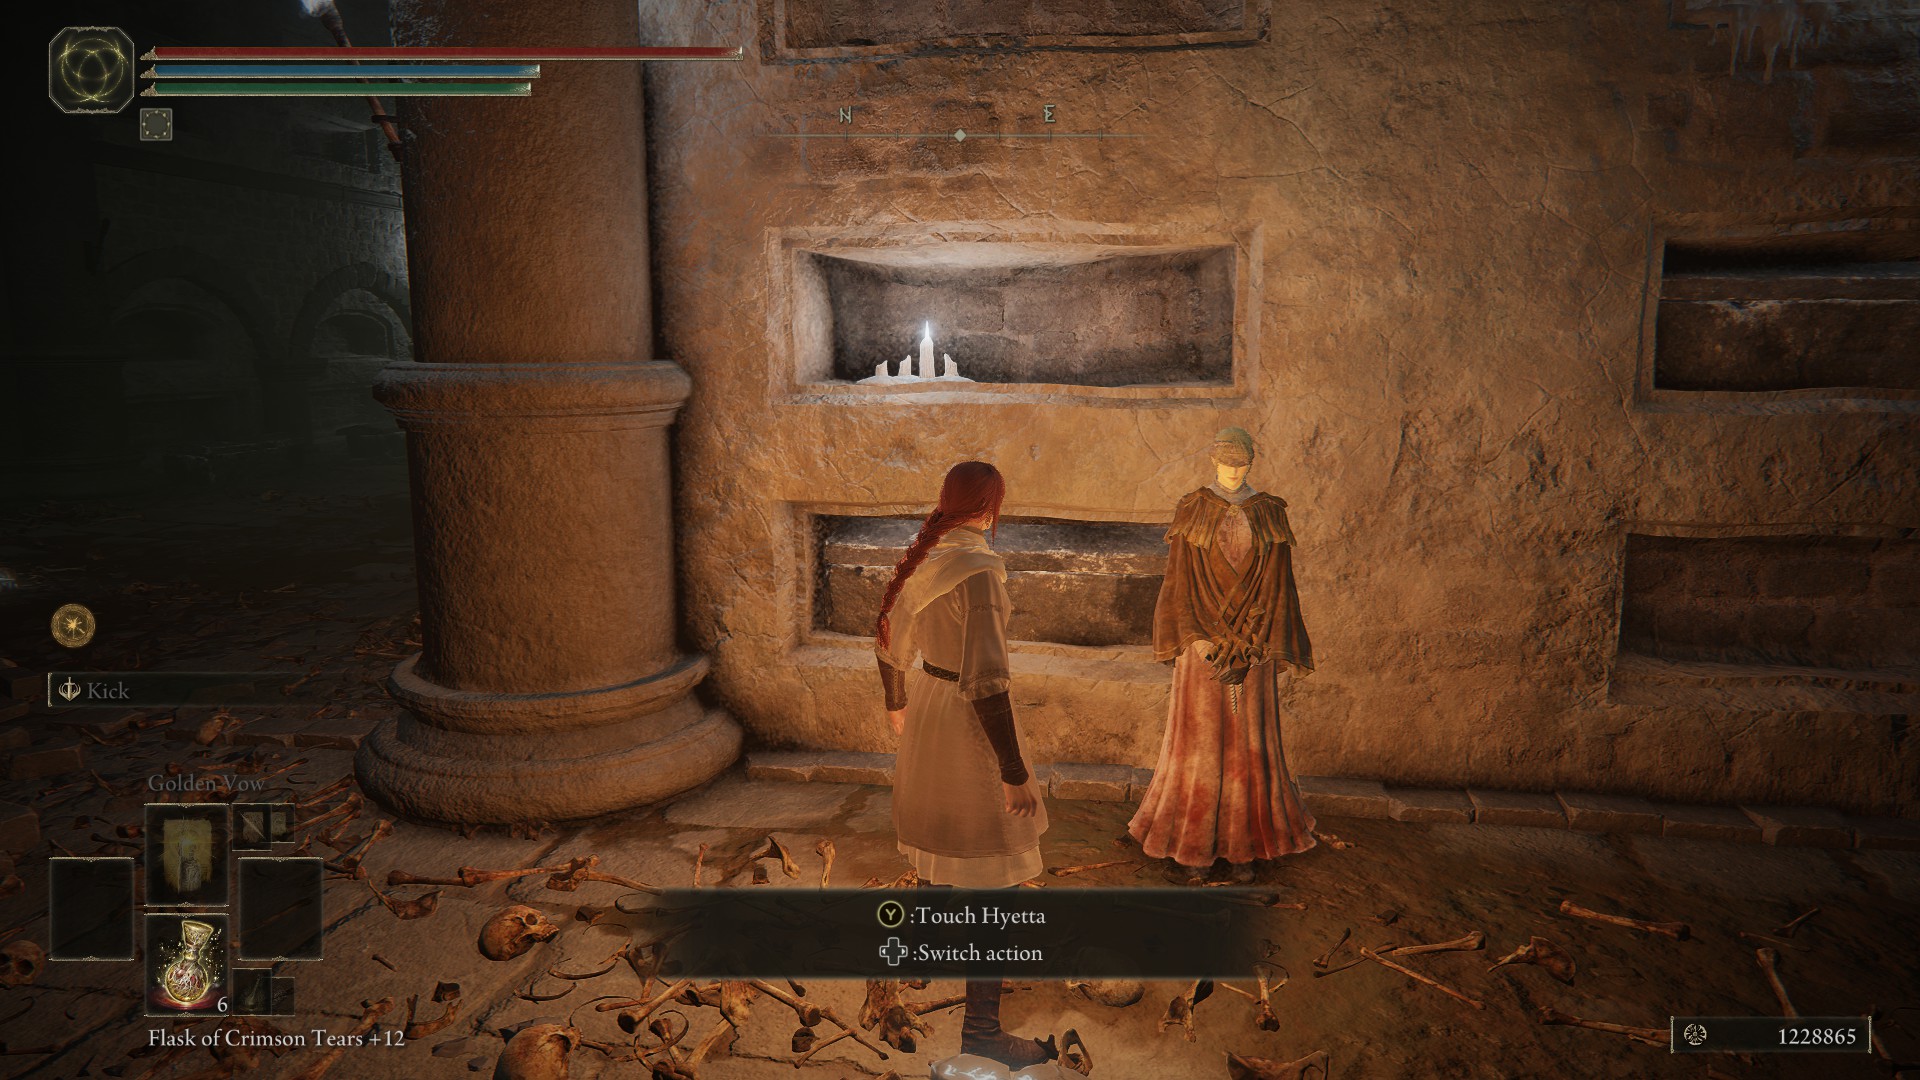 N E
Kick
Golden Vow
Y :Touch Hyetta
:Switch action
6
Flask of Crimson Tears +12
1228865